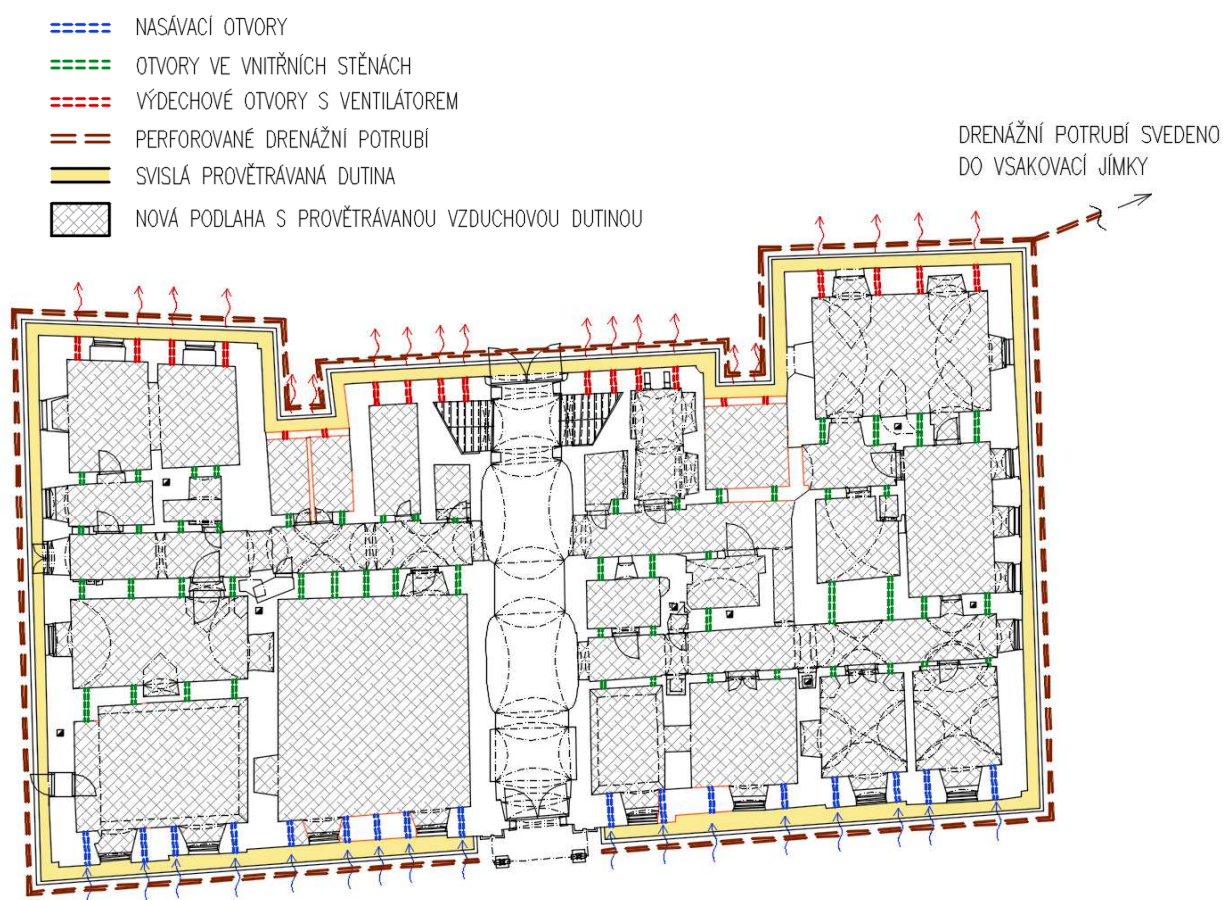 NASÁVACÍ OTVORY
OTVORY VE VNITŘNÍCH STĚNÁCH
VÝDECHOVÉ OTVORY S VENTILÁTOREM
PERFOROVANÉ DRENÁŽNÍ POTRUBÍ
SVISLÁ PROVĚTRÁVANÁ DUTINA
NOVÁ PODLAHA S PROVĚTRÁVANOU VZDUCHOVOU DUTINOU
DRENÁŽNÍ POTRUBÍ SVEDENO
DO VSAKOVACÍ JÍMKY